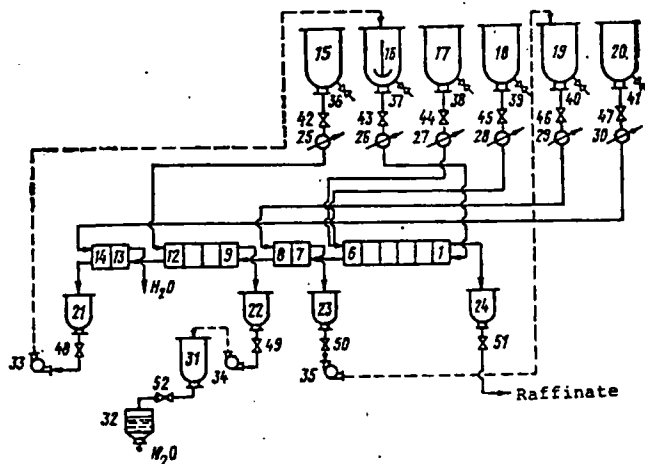 15 16 17 18 19 20
36 37 38 39 40 41
42 43 44 45 46 47
25 26 27 28 29 30
14 13 12 9 8 7 6 1
H₂O
21 22 23 24
48 49 50 51
33 31 34 35
52
Raffinate
32
H₂O